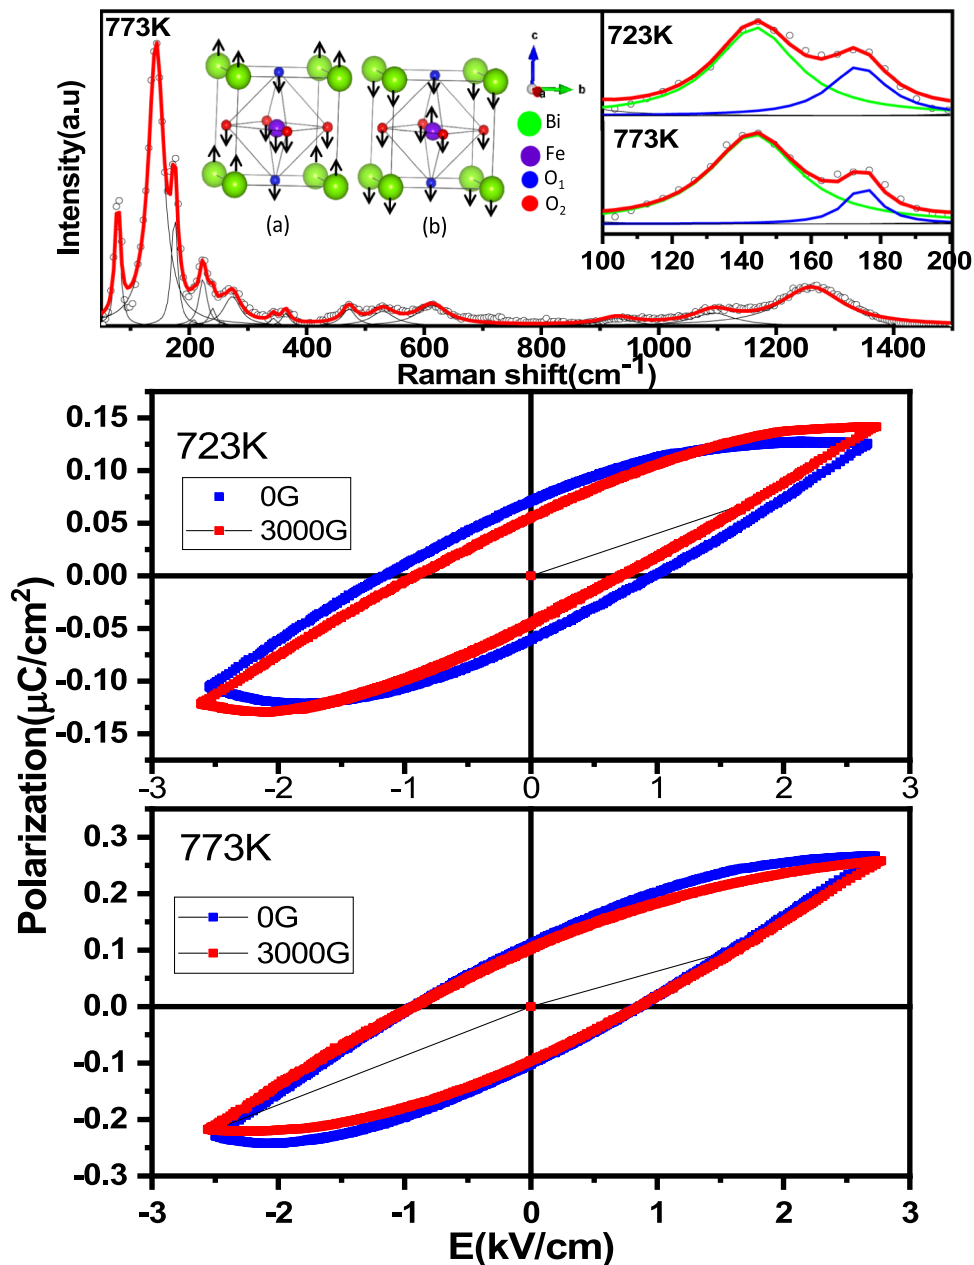 773K
Intensity(a.u)
(a)
(b)
c
a
b
Bi
Fe
O1
O2
723K
773K
100 120 140 160 180 200
200 400 600 800 1000 1200 1400
Raman shift(cm-1)
Polarization(μC/cm2)
723K
0G
3000G
0.15
0.10
0.05
0.00
-0.05
-0.10
-0.15
-3 -2 -1 0 1 2 3
773K
0G
3000G
0.3
0.2
0.1
0.0
-0.1
-0.2
-0.3
-3 -2 -1 0 1 2 3
E(kV/cm)